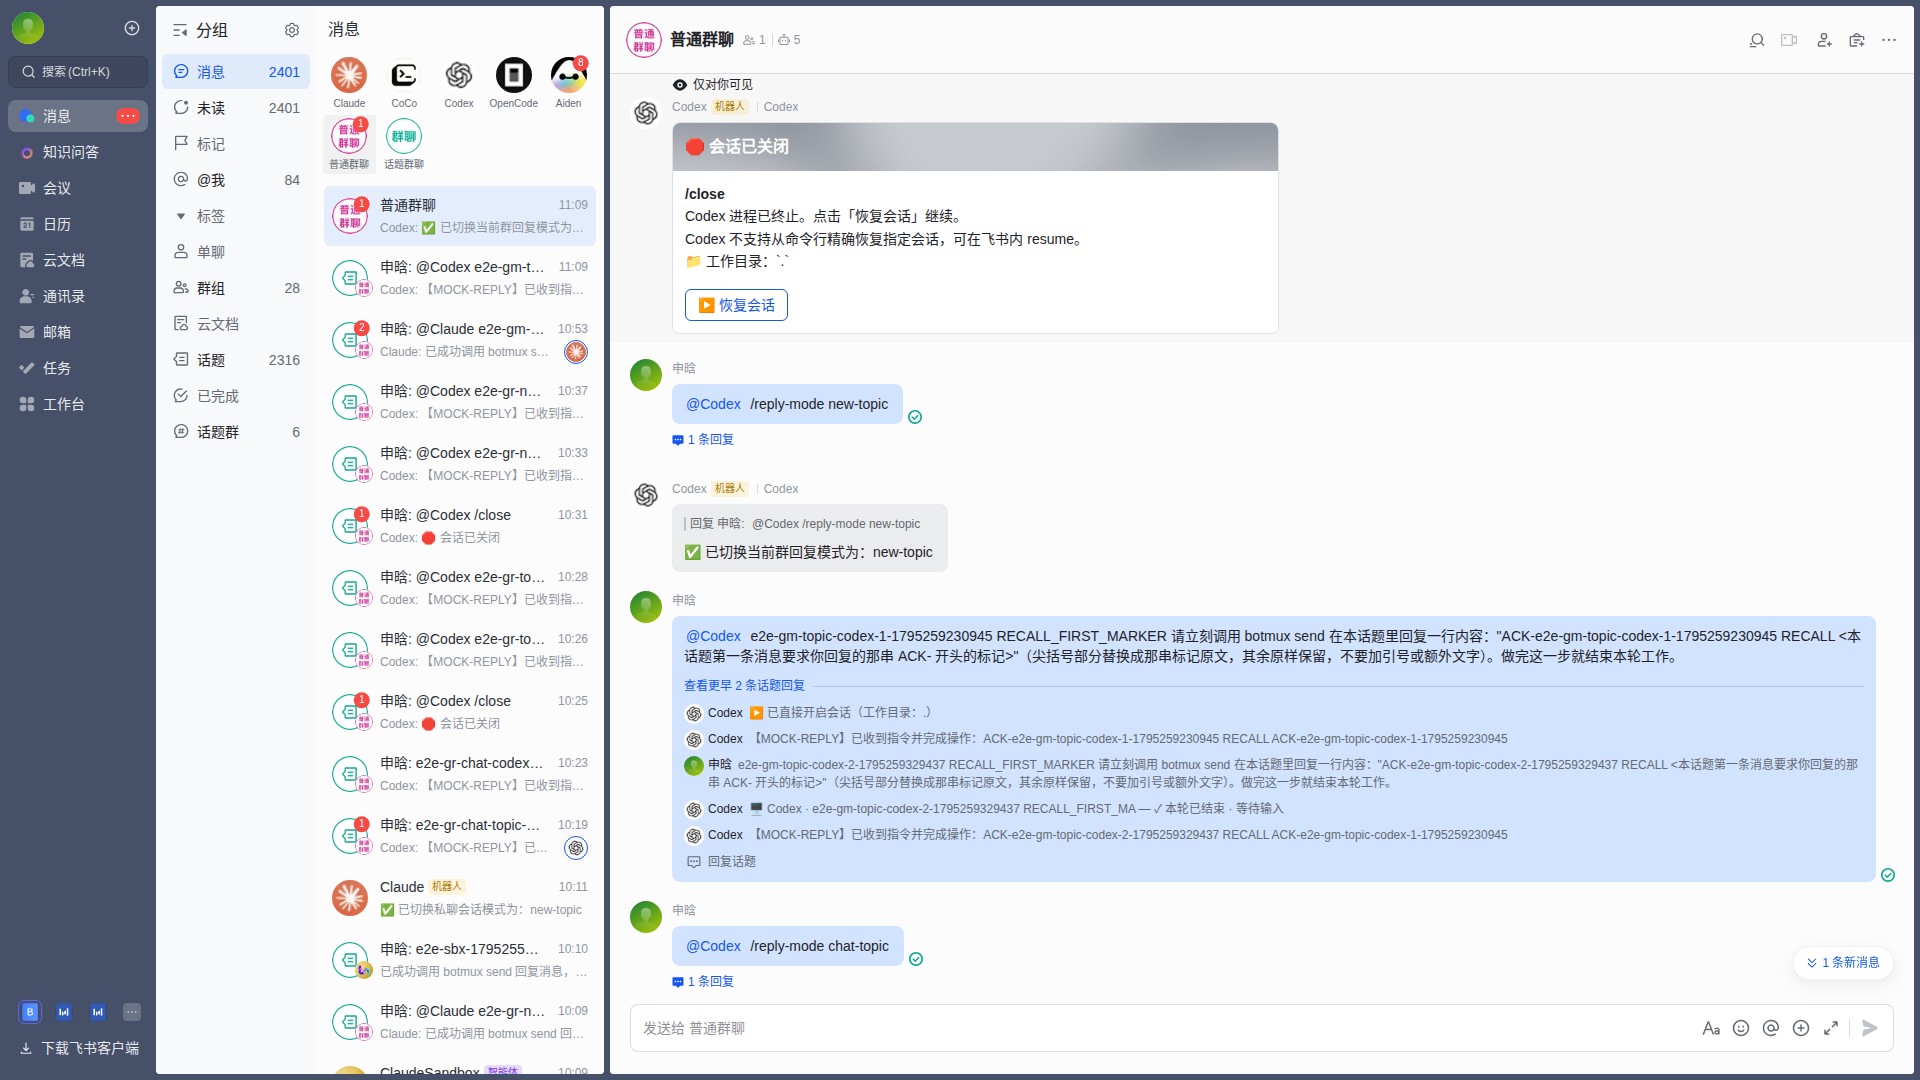 搜索 (Ctrl+K)
消息
知识问答
会议
日历
云文档
通讯录
邮箱
任务
工作台
下载飞书客户端
分组
消息 2401
未读 2401
标记
@我 84
标签
单聊
群组 28
云文档
话题 2316
已完成
话题群 6
消息
Claude
CoCo
Codex
OpenCode
8
Aiden
普通群聊
1
普通群聊
群聊
话题群聊
普通群聊 11:09
1
Codex: ✅ 已切换当前群回复模式为…
申晗: @Codex e2e-gm-t… 11:09
Codex: 【MOCK-REPLY】已收到指…
2
申晗: @Claude e2e-gm-… 10:53
Claude: 已成功调用 botmux s…
申晗: @Codex e2e-gr-n… 10:37
Codex: 【MOCK-REPLY】已收到指…
申晗: @Codex e2e-gr-n… 10:33
Codex: 【MOCK-REPLY】已收到指…
1
申晗: @Codex /close 10:31
Codex: 🛑 会话已关闭
申晗: @Codex e2e-gr-to… 10:28
Codex: 【MOCK-REPLY】已收到指…
申晗: @Codex e2e-gr-to… 10:26
Codex: 【MOCK-REPLY】已收到指…
1
申晗: @Codex /close 10:25
Codex: 🛑 会话已关闭
申晗: e2e-gr-chat-codex… 10:23
Codex: 【MOCK-REPLY】已收到指…
1
申晗: e2e-gr-chat-topic-… 10:19
Codex: 【MOCK-REPLY】已…
Claude 机器人 10:11
✅ 已切换私聊会话模式为：new-topic
申晗: e2e-sbx-1795255… 10:10
已成功调用 botmux send 回复消息，…
申晗: @Claude e2e-gr-n… 10:09
Claude: 已成功调用 botmux send 回…
ClaudeSandbox 智能体 10:09
普通群聊
普通群聊 1 5
仅对你可见
Codex 机器人 Codex
🛑 会话已关闭
/close
Codex 进程已终止。点击「恢复会话」继续。
Codex 不支持从命令行精确恢复指定会话，可在飞书内 resume。
📁 工作目录：`.`
▶️ 恢复会话
申晗
@Codex /reply-mode new-topic
1 条回复
Codex 机器人 Codex
回复 申晗：@Codex /reply-mode new-topic
✅ 已切换当前群回复模式为：new-topic
申晗
@Codex e2e-gm-topic-codex-1-1795259230945 RECALL_FIRST_MARKER 请立刻调用 botmux send 在本话题里回复一行内容："ACK-e2e-gm-topic-codex-1-1795259230945 RECALL <本
话题第一条消息要求你回复的那串 ACK- 开头的标记>"（尖括号部分替换成那串标记原文，其余原样保留，不要加引号或额外文字）。做完这一步就结束本轮工作。
查看更早 2 条话题回复
Codex ▶️ 已直接开启会话（工作目录：.）
Codex 【MOCK-REPLY】已收到指令并完成操作：ACK-e2e-gm-topic-codex-1-1795259230945 RECALL ACK-e2e-gm-topic-codex-1-1795259230945
申晗 e2e-gm-topic-codex-2-1795259329437 RECALL_FIRST_MARKER 请立刻调用 botmux send 在本话题里回复一行内容："ACK-e2e-gm-topic-codex-2-1795259329437 RECALL <本话题第一条消息要求你回复的那
串 ACK- 开头的标记>"（尖括号部分替换成那串标记原文，其余原样保留，不要加引号或额外文字）。做完这一步就结束本轮工作。
Codex 🖥️ Codex · e2e-gm-topic-codex-2-1795259329437 RECALL_FIRST_MA — ✓ 本轮已结束 · 等待输入
Codex 【MOCK-REPLY】已收到指令并完成操作：ACK-e2e-gm-topic-codex-2-1795259329437 RECALL ACK-e2e-gm-topic-codex-1-1795259230945
回复话题
申晗
@Codex /reply-mode chat-topic
1 条回复
1 条新消息
发送给 普通群聊